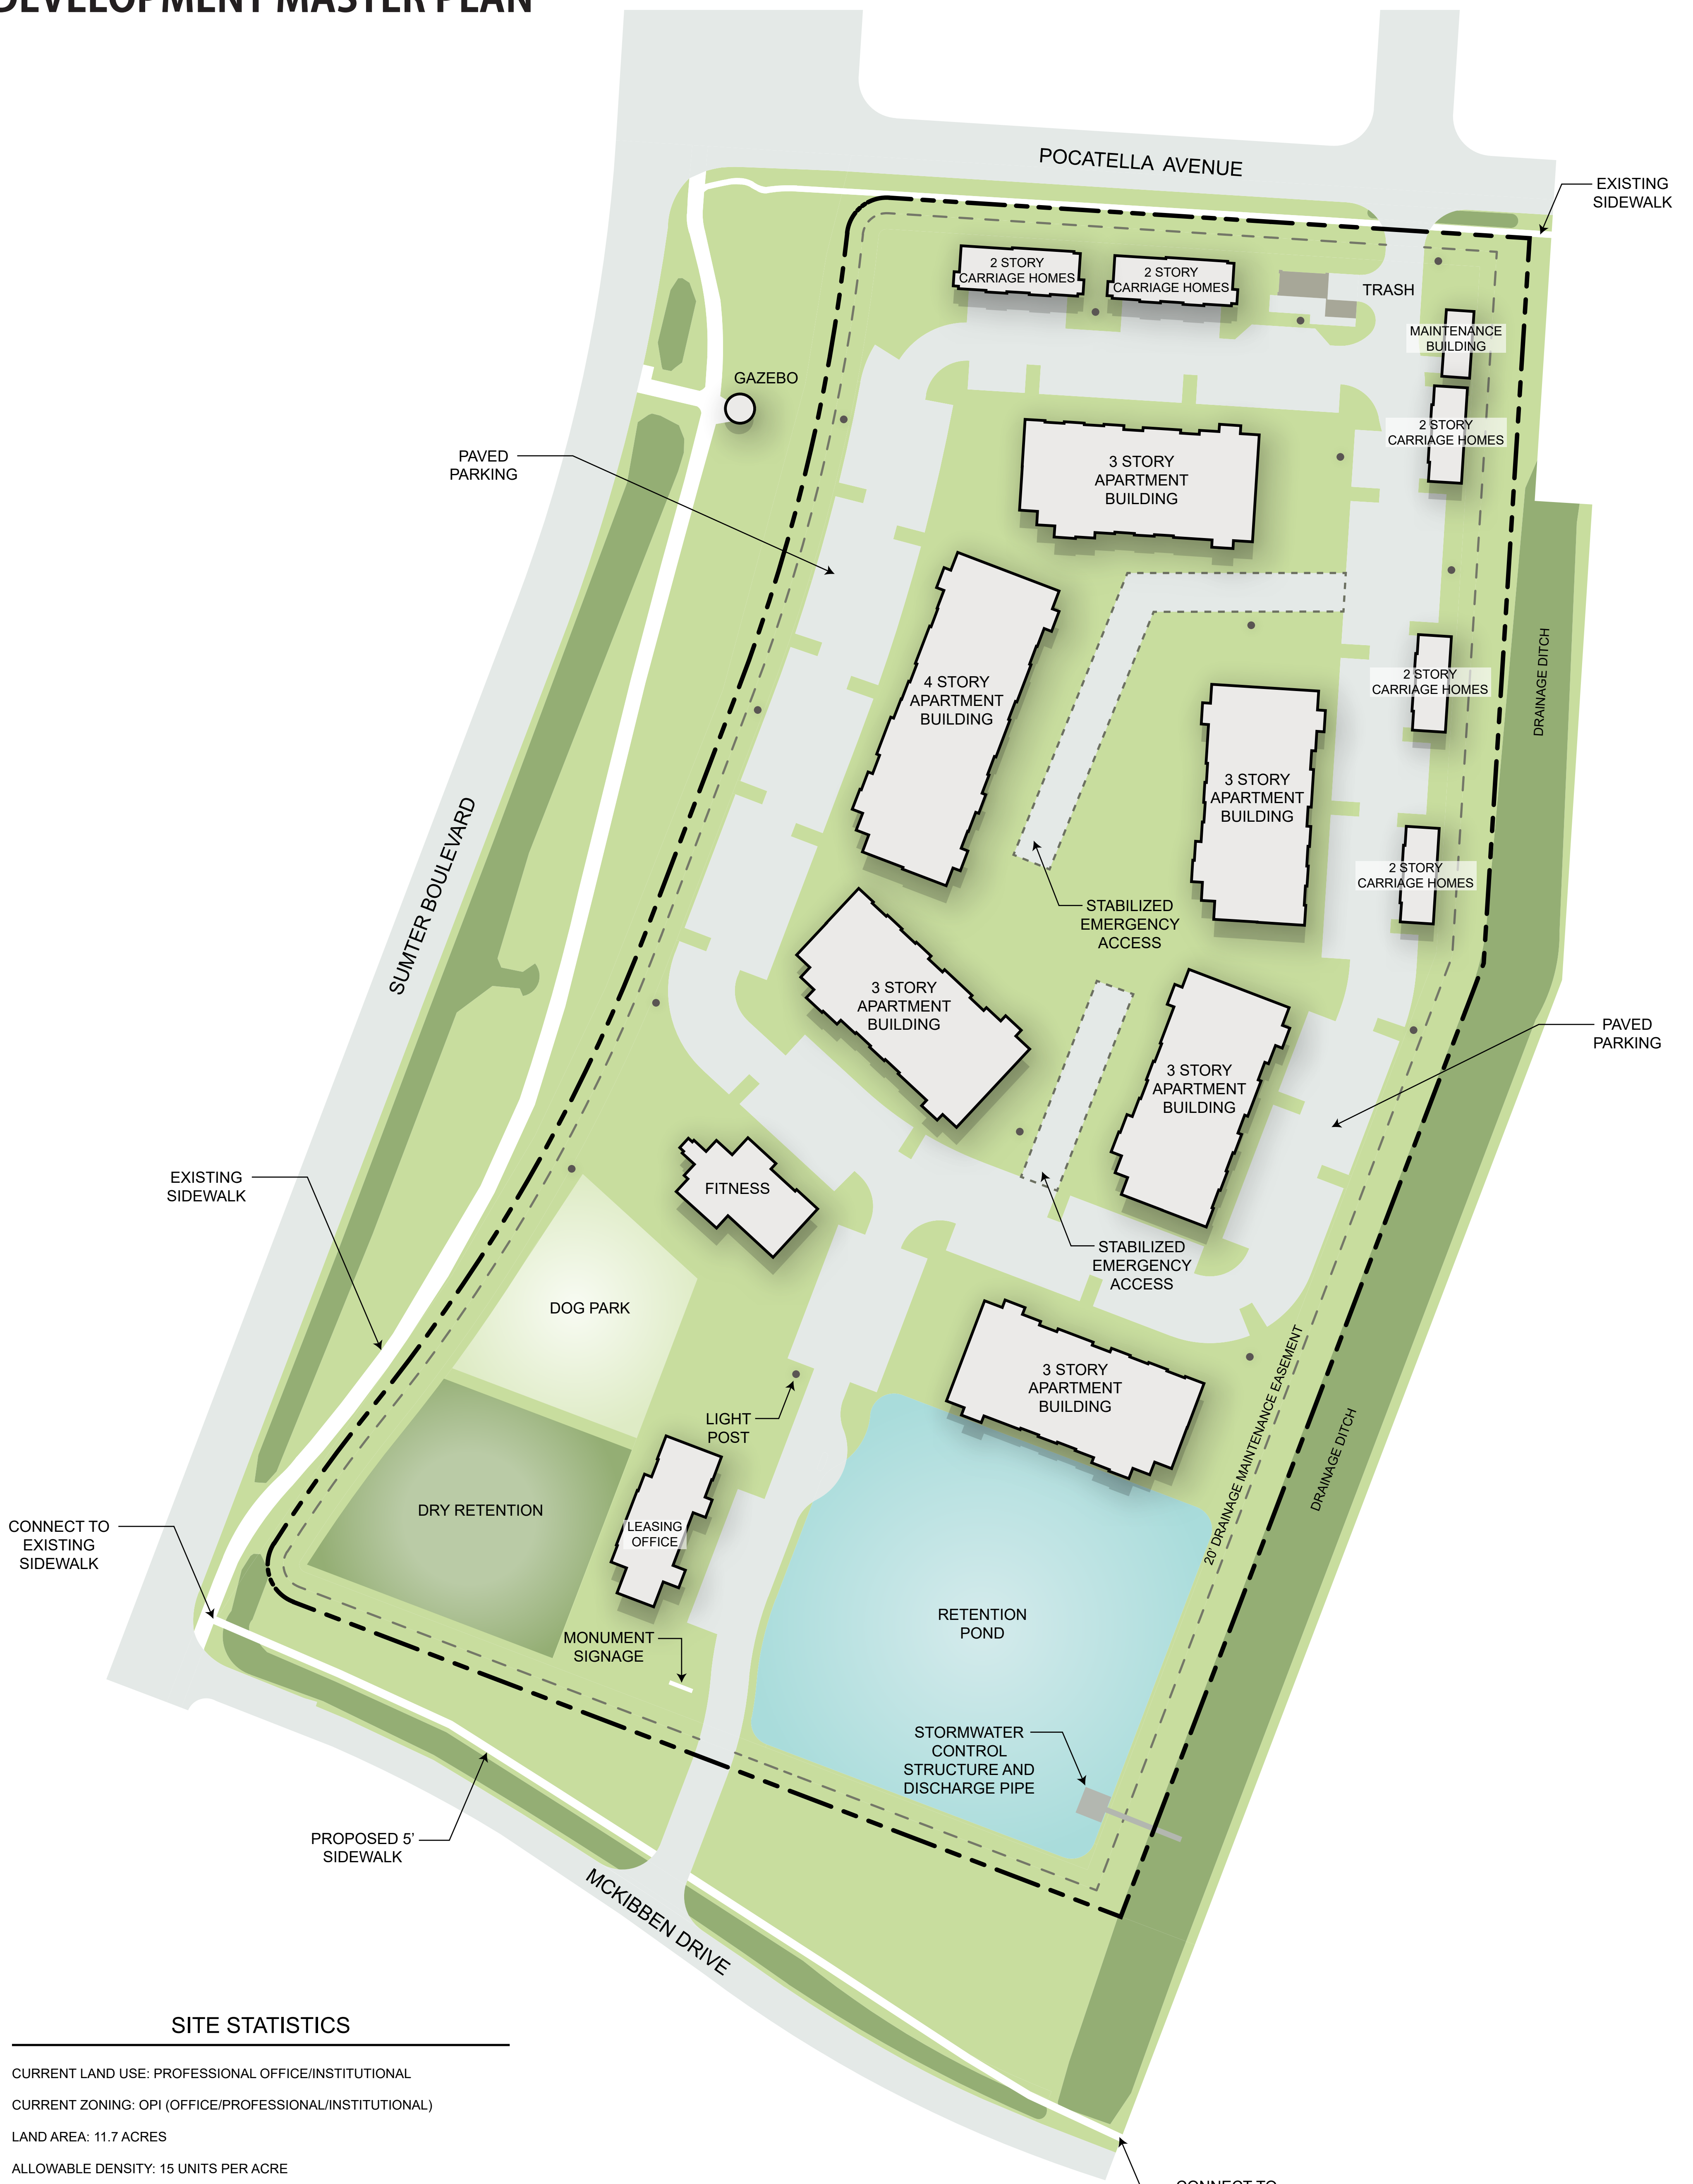 DEVELOPMENT MASTER PLAN
POCATELLA AVENUE
EXISTING
SIDEWALK
2 STORY
CARRIAGE HOMES
2 STORY
CARRIAGE HOMES
TRASH
MAINTENANCE
BUILDING
GAZEBO
2 STORY
CARRIAGE HOMES
PAVED
PARKING
3 STORY
APARTMENT
BUILDING
4 STORY
APARTMENT
BUILDING
2 STORY
CARRIAGE HOMES
DRAINAGE DITCH
3 STORY
APARTMENT
BUILDING
SUMTER BOULEVARD
2 STORY
CARRIAGE HOMES
STABILIZED
EMERGENCY
ACCESS
3 STORY
APARTMENT
BUILDING
PAVED
PARKING
3 STORY
APARTMENT
BUILDING
EXISTING
SIDEWALK
FITNESS
STABILIZED
EMERGENCY
ACCESS
DOG PARK
3 STORY
APARTMENT
BUILDING
LIGHT
POST
20' DRAINAGE MAINTENANCE EASEMENT
DRAINAGE DITCH
DRY RETENTION
LEASING
OFFICE
CONNECT TO
EXISTING
SIDEWALK
RETENTION
POND
MONUMENT
SIGNAGE
STORMWATER
CONTROL
STRUCTURE AND
DISCHARGE PIPE
PROPOSED 5'
SIDEWALK
MCKIBBEN DRIVE
SITE STATISTICS
CURRENT LAND USE: PROFESSIONAL OFFICE/INSTITUTIONAL
CURRENT ZONING: OPI (OFFICE/PROFESSIONAL/INSTITUTIONAL)
LAND AREA: 11.7 ACRES
ALLOWABLE DENSITY: 15 UNITS PER ACRE
CONNECT TO